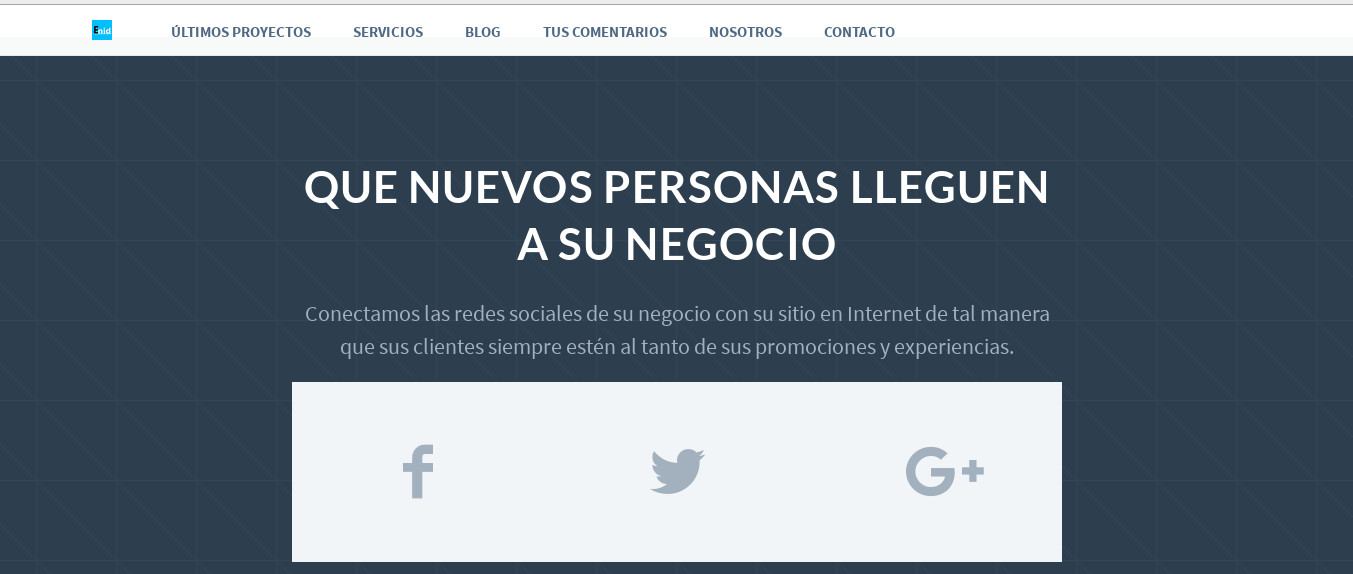 Enid
ÚLTIMOS PROYECTOS SERVICIOS BLOG TUS COMENTARIOS NOSOTROS CONTACTO
QUE NUEVOS PERSONAS LLEGUEN
A SU NEGOCIO
Conectamos las redes sociales de su negocio con su sitio en Internet de tal manera
que sus clientes siempre estén al tanto de sus promociones y experiencias.